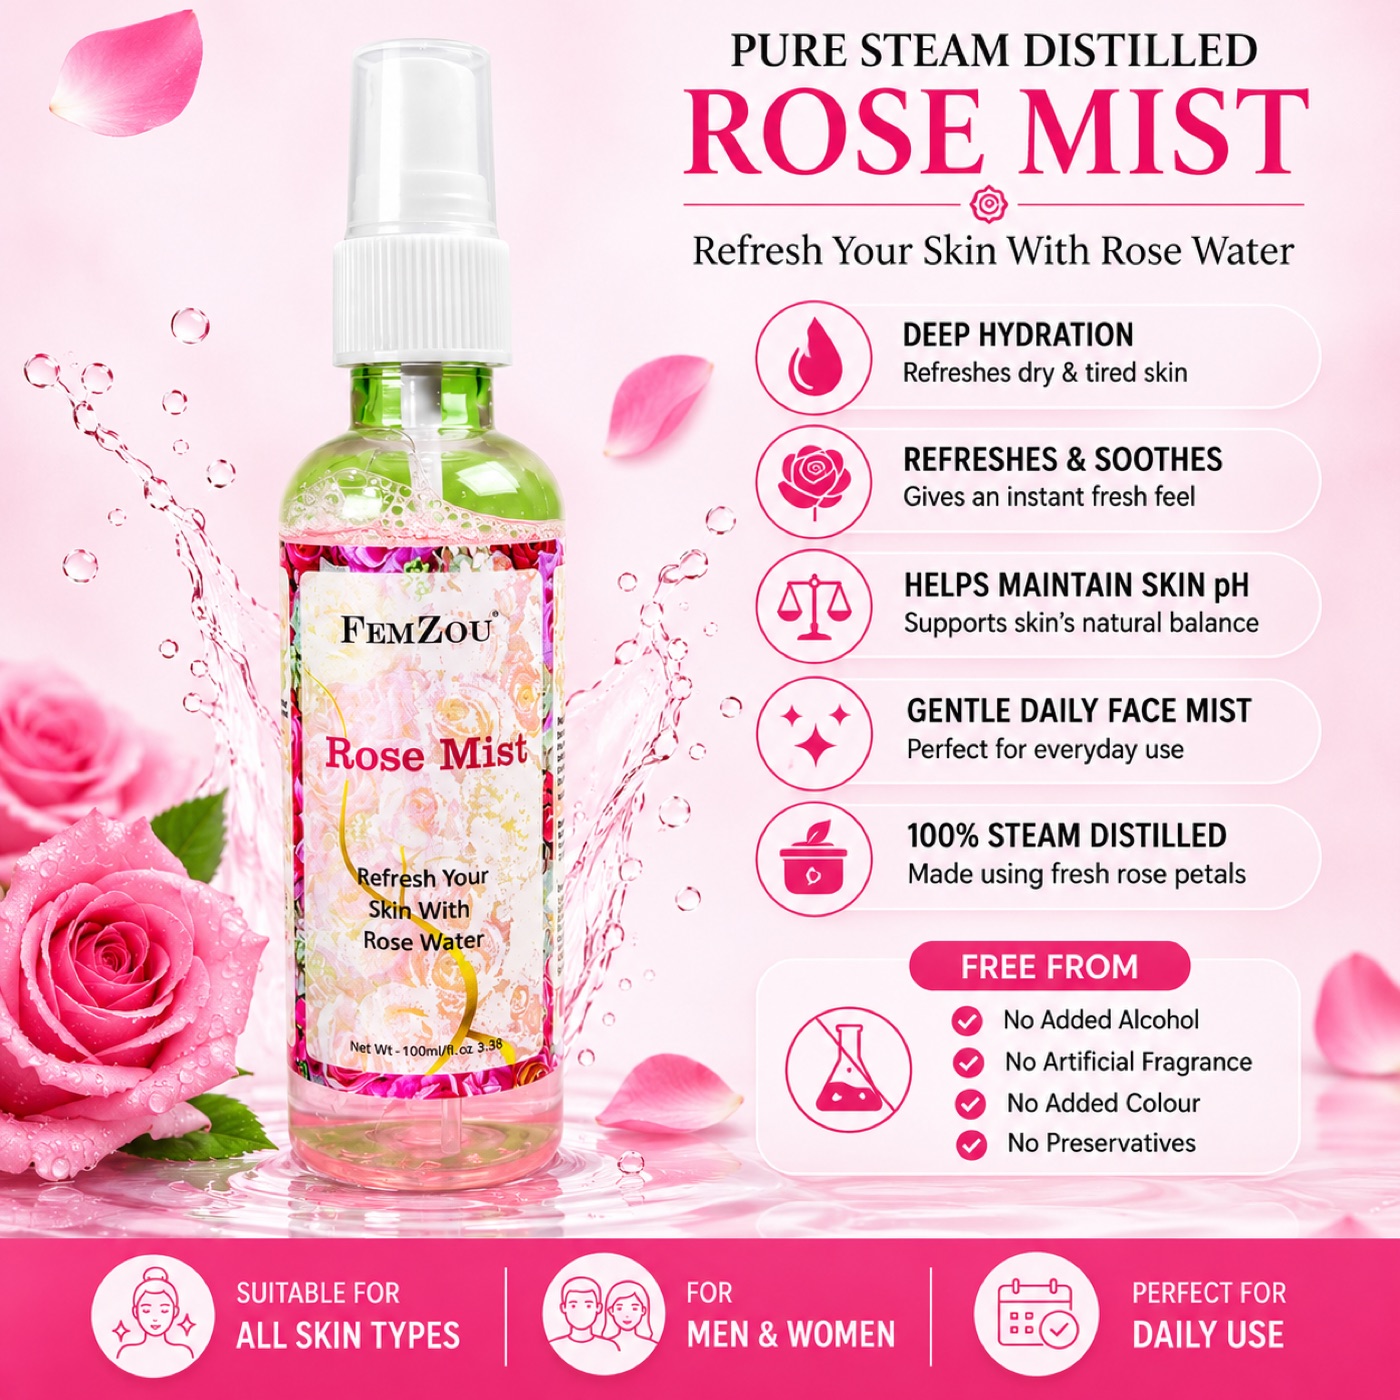 PURE STEAM DISTILLED
ROSE MIST
Refresh Your Skin With Rose Water
DEEP HYDRATION
Refreshes dry & tired skin
REFRESHES & SOOTHES
Gives an instant fresh feel
HELPS MAINTAIN SKIN pH
Supports skin's natural balance
GENTLE DAILY FACE MIST
Perfect for everyday use
100% STEAM DISTILLED
Made using fresh rose petals
FREE FROM
No Added Alcohol
No Artificial Fragrance
No Added Colour
No Preservatives
FEMZOU®
Rose Mist
Refresh Your
Skin With
Rose Water
Net Wt - 100ml/fl.oz 3.38
SUITABLE FOR
ALL SKIN TYPES
FOR
MEN & WOMEN
PERFECT FOR
DAILY USE